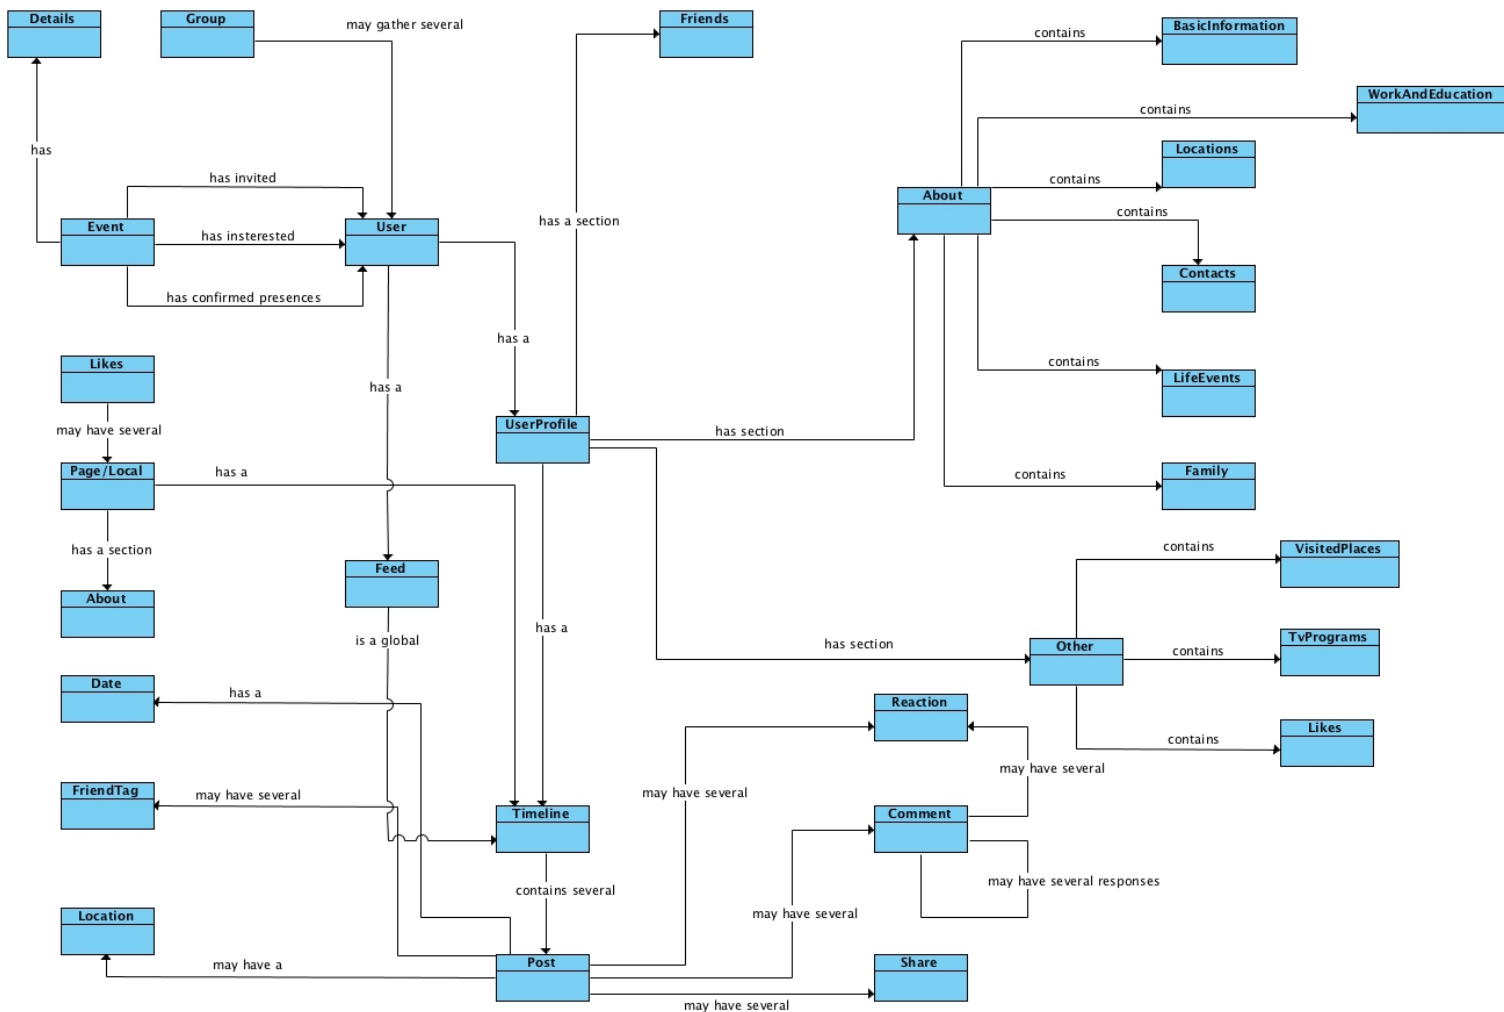 Details
Group
may gather several
Friends
BasicInformation
contains
WorkAndEducation
contains
has
Locations
contains
has invited
About
contains
has a section
Event
has insterested
User
Contacts
has confirmed presences
has a
Likes
contains
LifeEvents
has a
may have several
UserProfile
has section
Page/Local
has a
contains
Family
has a section
contains
VisitedPlaces
Feed
About
has a
is a global
has section
Other
contains
TvPrograms
Date
has a
Reaction
Likes
contains
may have several
FriendTag
may have several
may have several
Timeline
Comment
contains several
may have several responses
Location
may have several
may have a
Post
Share
may have several